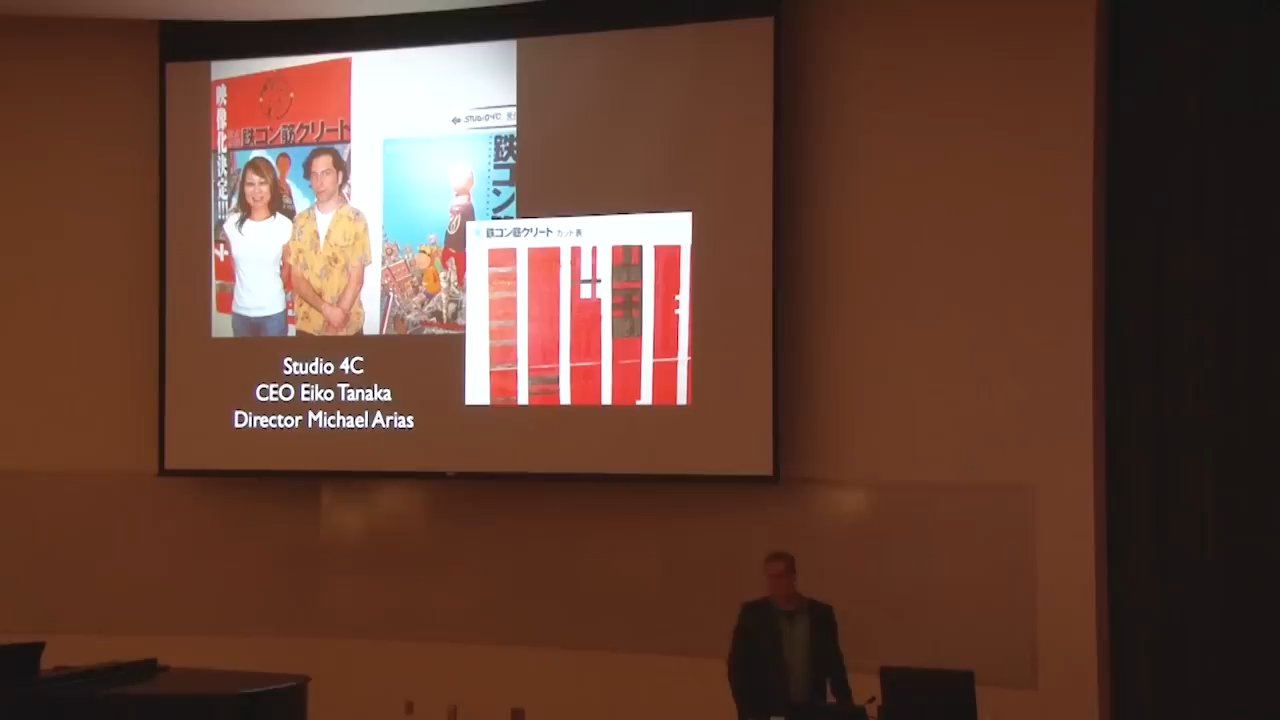 映像化決定!!!
鉄コン筋クリート
STUDIO4℃
鉄コン
鉄コン筋クリート カット表
Studio 4C
CEO Eiko Tanaka
Director Michael Arias